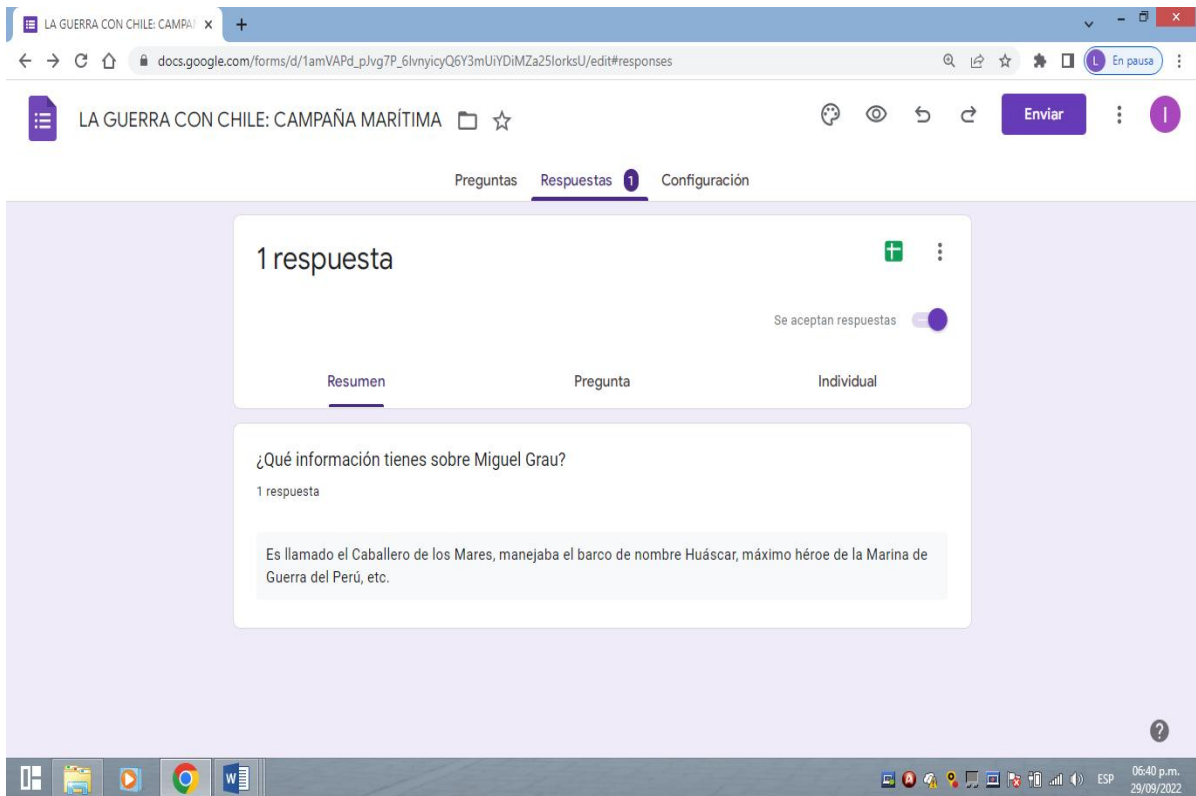 LA GUERRA CON CHILE: CAMPA
docs.google.com/forms/d/1amVAPd_pJvg7P_6IvnyicyQ6Y3mUiYDiMZa25lorksU/edit#responses
L
En pausa
LA GUERRA CON CHILE: CAMPAÑA MARÍTIMA
Enviar
I
Preguntas
Respuestas
1
Configuración
1 respuesta
Se aceptan respuestas
Resumen
Pregunta
Individual
¿Qué información tienes sobre Miguel Grau?
1 respuesta
Es llamado el Caballero de los Mares, manejaba el barco de nombre Huáscar, máximo héroe de la Marina de
Guerra del Perú, etc.
ESP
06:40 p.m.
29/09/2022